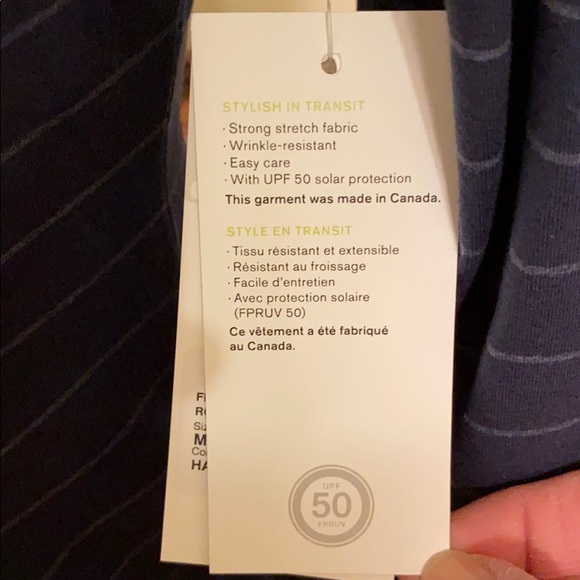 STYLISH IN TRANSIT
· Strong stretch fabric
· Wrinkle-resistant
· Easy care
· With UPF 50 solar protection
This garment was made in Canada.
STYLE EN TRANSIT
· Tissu résistant et extensible
· Résistant au froissage
· Facile d'entretien
· Avec protection solaire
(FPRUV 50)
Ce vêtement a été fabriqué
au Canada.
UPF
50
FPRUV